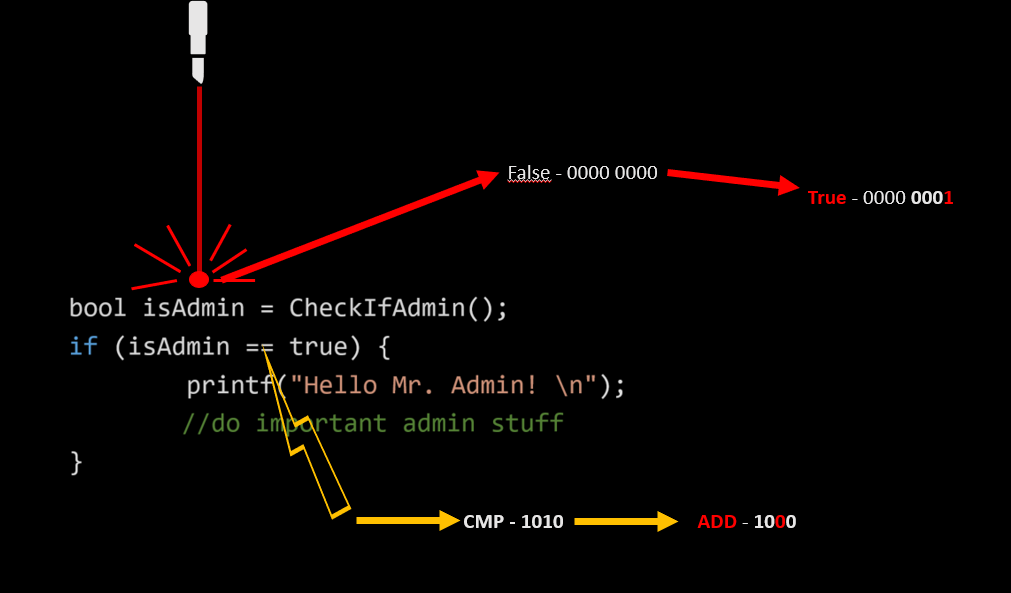 False - 0000 0000
True - 0000 0001
bool isAdmin = CheckIfAdmin();
if (isAdmin == true) {
printf("Hello Mr. Admin! \n");
//do important admin stuff
}
CMP - 1010
ADD - 1000